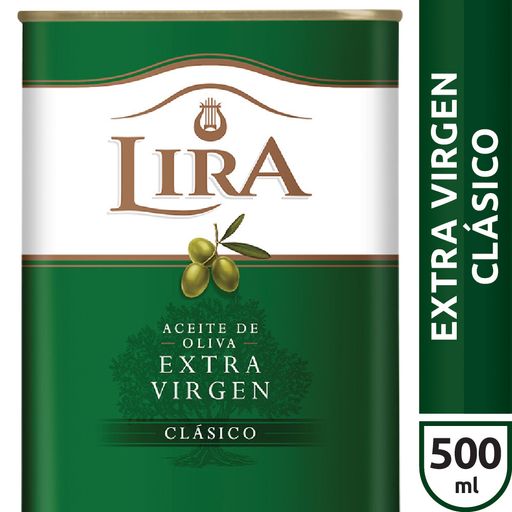 LIRA
ACEITE DE
OLIVA
EXTRA
VIRGEN
CLÁSICO
EXTRA VIRGEN
CLÁSICO
500
ml